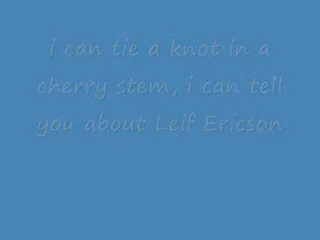 i can tie a knot in a
cherry stem, i can tell
you about Leif Ericson